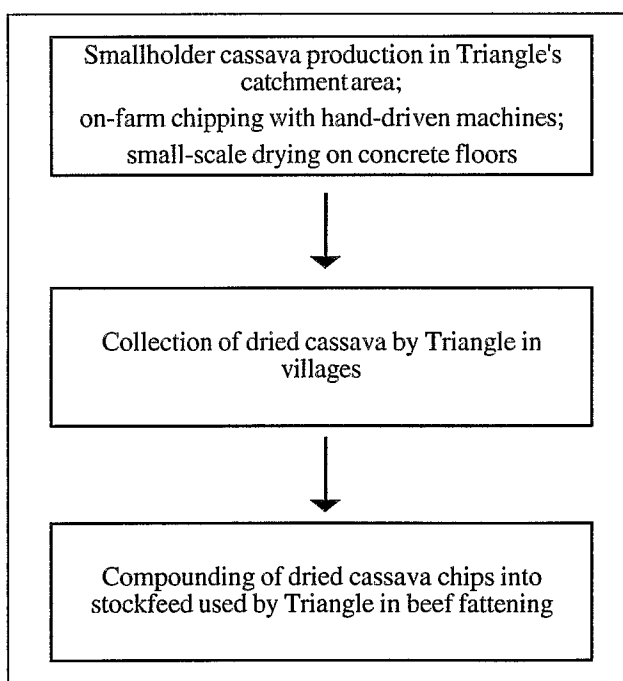 Smallholder cassava production in Triangle's
catchment area;
on-farm chipping with hand-driven machines;
small-scale drying on concrete floors
Collection of dried cassava by Triangle in
villages
Compounding of dried cassava chips into
stockfeed used by Triangle in beef fattening